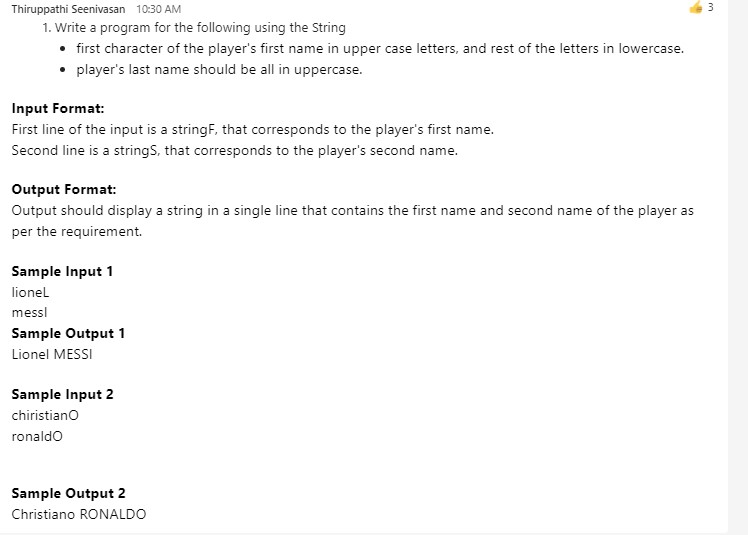 Thiruppathi Seenivasan 10:30 AM 3
1. Write a program for the following using the String
• first character of the player's first name in upper case letters, and rest of the letters in lowercase.
• player's last name should be all in uppercase.
Input Format:
First line of the input is a stringF, that corresponds to the player's first name.
Second line is a stringS, that corresponds to the player's second name.
Output Format:
Output should display a string in a single line that contains the first name and second name of the player as
per the requirement.
Sample Input 1
lioneL
messI
Sample Output 1
Lionel MESSI
Sample Input 2
chiristianO
ronaldO
Sample Output 2
Christiano RONALDO